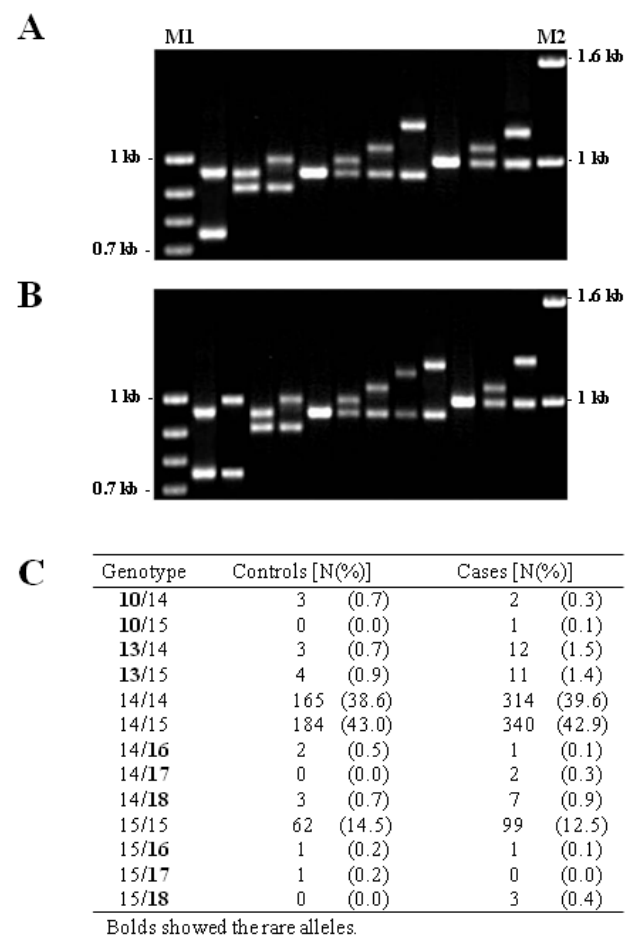 A
M1 M2
- 1.6 kb
1 kb - - 1 kb
0.7 kb -
B
- 1.6 kb
1 kb - - 1 kb
0.7 kb -
C
Genotype Controls [N(%)] Cases [N(%)]
10/14 3 (0.7) 2 (0.3)
10/15 0 (0.0) 1 (0.1)
13/14 3 (0.7) 12 (1.5)
13/15 4 (0.9) 11 (1.4)
14/14 165 (38.6) 314 (39.6)
14/15 184 (43.0) 340 (42.9)
14/16 2 (0.5) 1 (0.1)
14/17 0 (0.0) 2 (0.3)
14/18 3 (0.7) 7 (0.9)
15/15 62 (14.5) 99 (12.5)
15/16 1 (0.2) 1 (0.1)
15/17 1 (0.2) 0 (0.0)
15/18 0 (0.0) 3 (0.4)
Bolds showed the rare alleles.